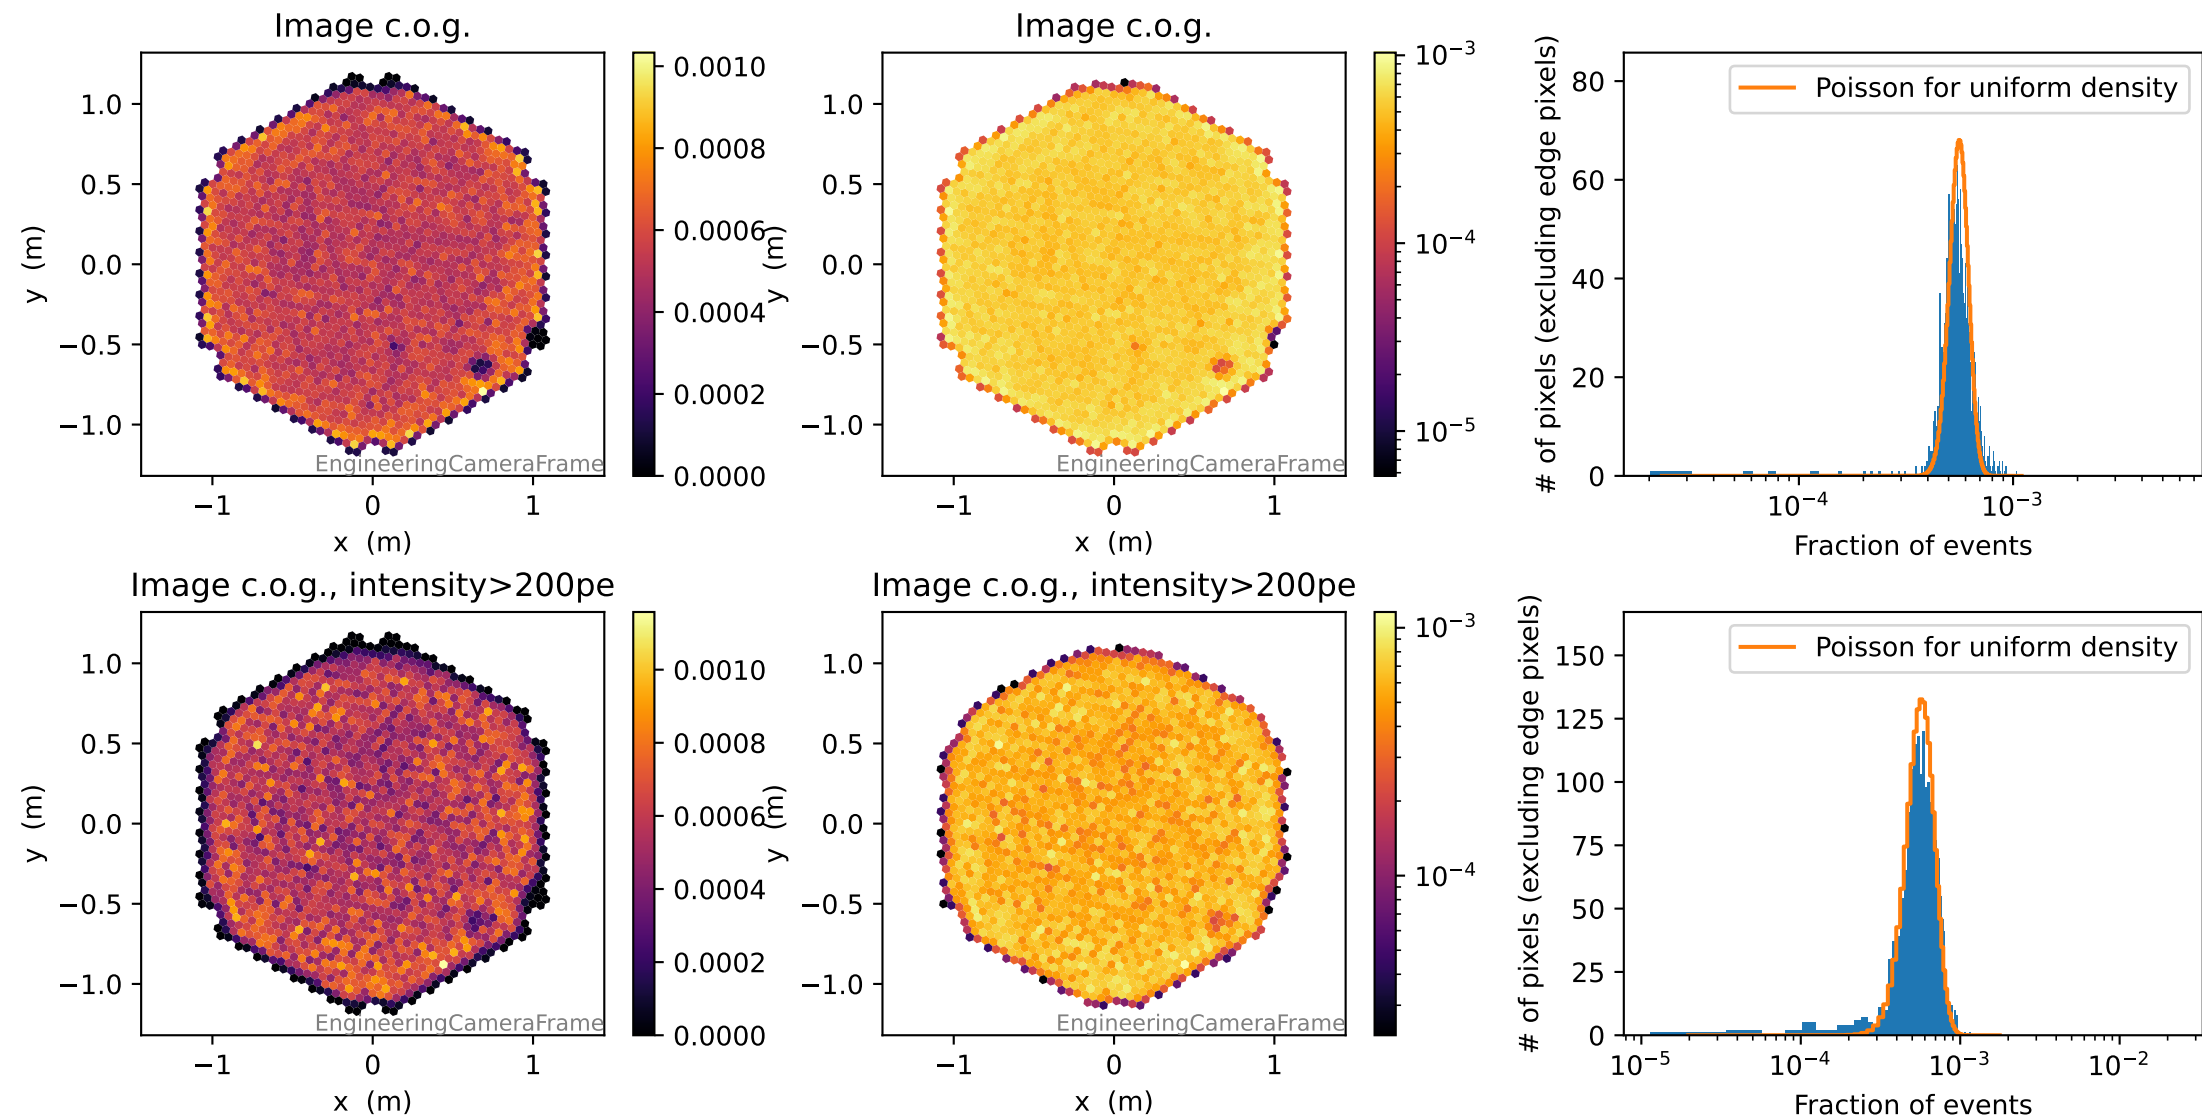 Image c.o.g.
y (m)
1.0
0.5
0.0
−0.5
−1.0
EngineeringCameraFrame
−1 0 1
x (m)
0.0010
0.0008
0.0006
0.0004
0.0002
0.0000
Image c.o.g.
y (m)
1.0
0.5
0.0
−0.5
−1.0
EngineeringCameraFrame
−1 0 1
x (m)
10⁻³
10⁻⁴
10⁻⁵
# of pixels (excluding edge pixels)
80
60
40
20
0
Poisson for uniform density
10⁻⁴ 10⁻³
Fraction of events
Image c.o.g., intensity>200pe
y (m)
1.0
0.5
0.0
−0.5
−1.0
EngineeringCameraFrame
−1 0 1
x (m)
0.0010
0.0008
0.0006
0.0004
0.0002
0.0000
Image c.o.g., intensity>200pe
y (m)
1.0
0.5
0.0
−0.5
−1.0
EngineeringCameraFrame
−1 0 1
x (m)
10⁻³
10⁻⁴
# of pixels (excluding edge pixels)
150
125
100
75
50
25
0
Poisson for uniform density
10⁻⁵ 10⁻⁴ 10⁻³ 10⁻²
Fraction of events